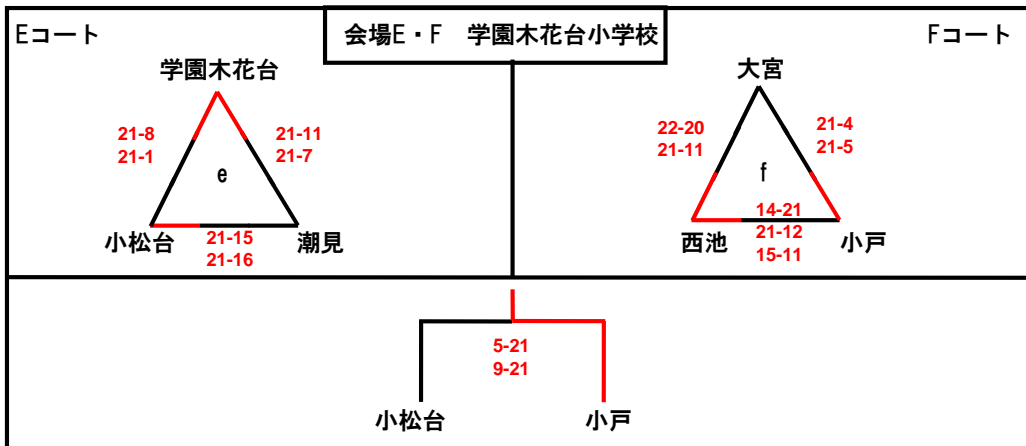 Eコート
会場E・F　学園木花台小学校
Fコート
学園木花台
21-8
21-1
21-11
21-7
e
小松台
21-15
21-16
潮見
大宮
22-20
21-11
21-4
21-5
f
西池
14-21
21-12
15-11
小戸
5-21
9-21
小松台
小戸